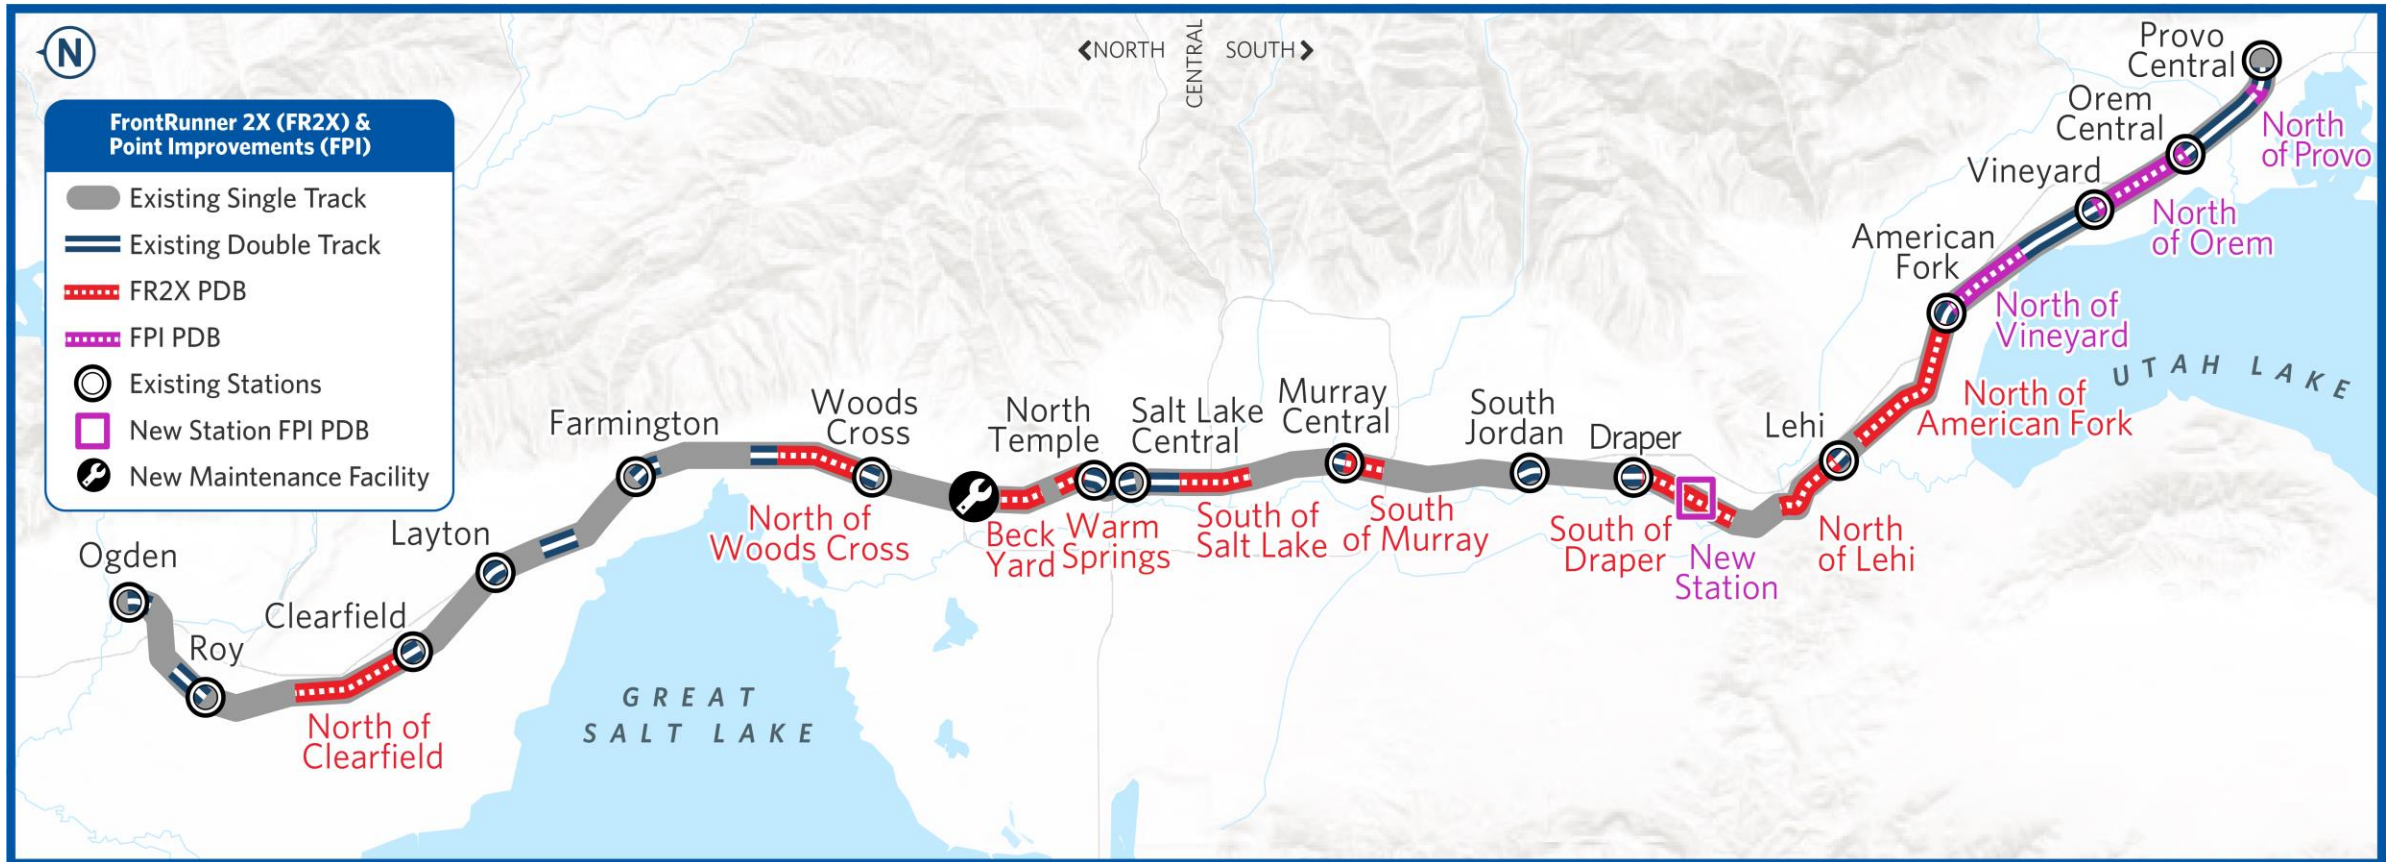 N
NORTH
CENTRAL
SOUTH
FrontRunner 2X (FR2X) &
Point Improvements (FPI)
Existing Single Track
Existing Double Track
FR2X PDB
FPI PDB
Existing Stations
New Station FPI PDB
New Maintenance Facility
Ogden
Roy
Clearfield
North of
Clearfield
Layton
Farmington
Woods
Cross
North of
Woods Cross
GREAT
SALT LAKE
North
Temple
Beck
Yard
Warm
Springs
Salt Lake
Central
South of
Salt Lake
Murray
Central
South
of Murray
South
Jordan
Draper
South of
Draper
New
Station
Lehi
North
of Lehi
American
Fork
North of
American Fork
Vineyard
North of
Vineyard
Orem
Central
North
of Orem
Provo
Central
North
of Provo
UTAH LAKE